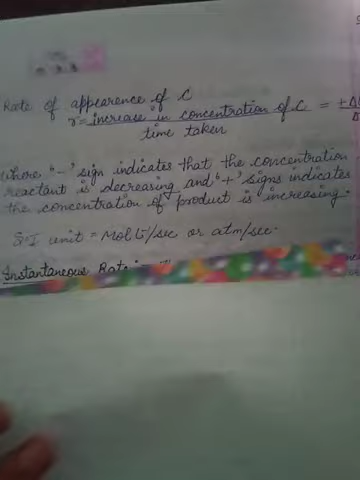 Rate of appearence of C
r = increase in concentration of C = +Δ
time taken
Where '-' sign indicates that the concentration
reactant is decreasing and '+' signs indicates
the concentration of product is increasing.
S.I unit = Mol L⁻¹/sec or atm/sec.
Instantaneous Rate